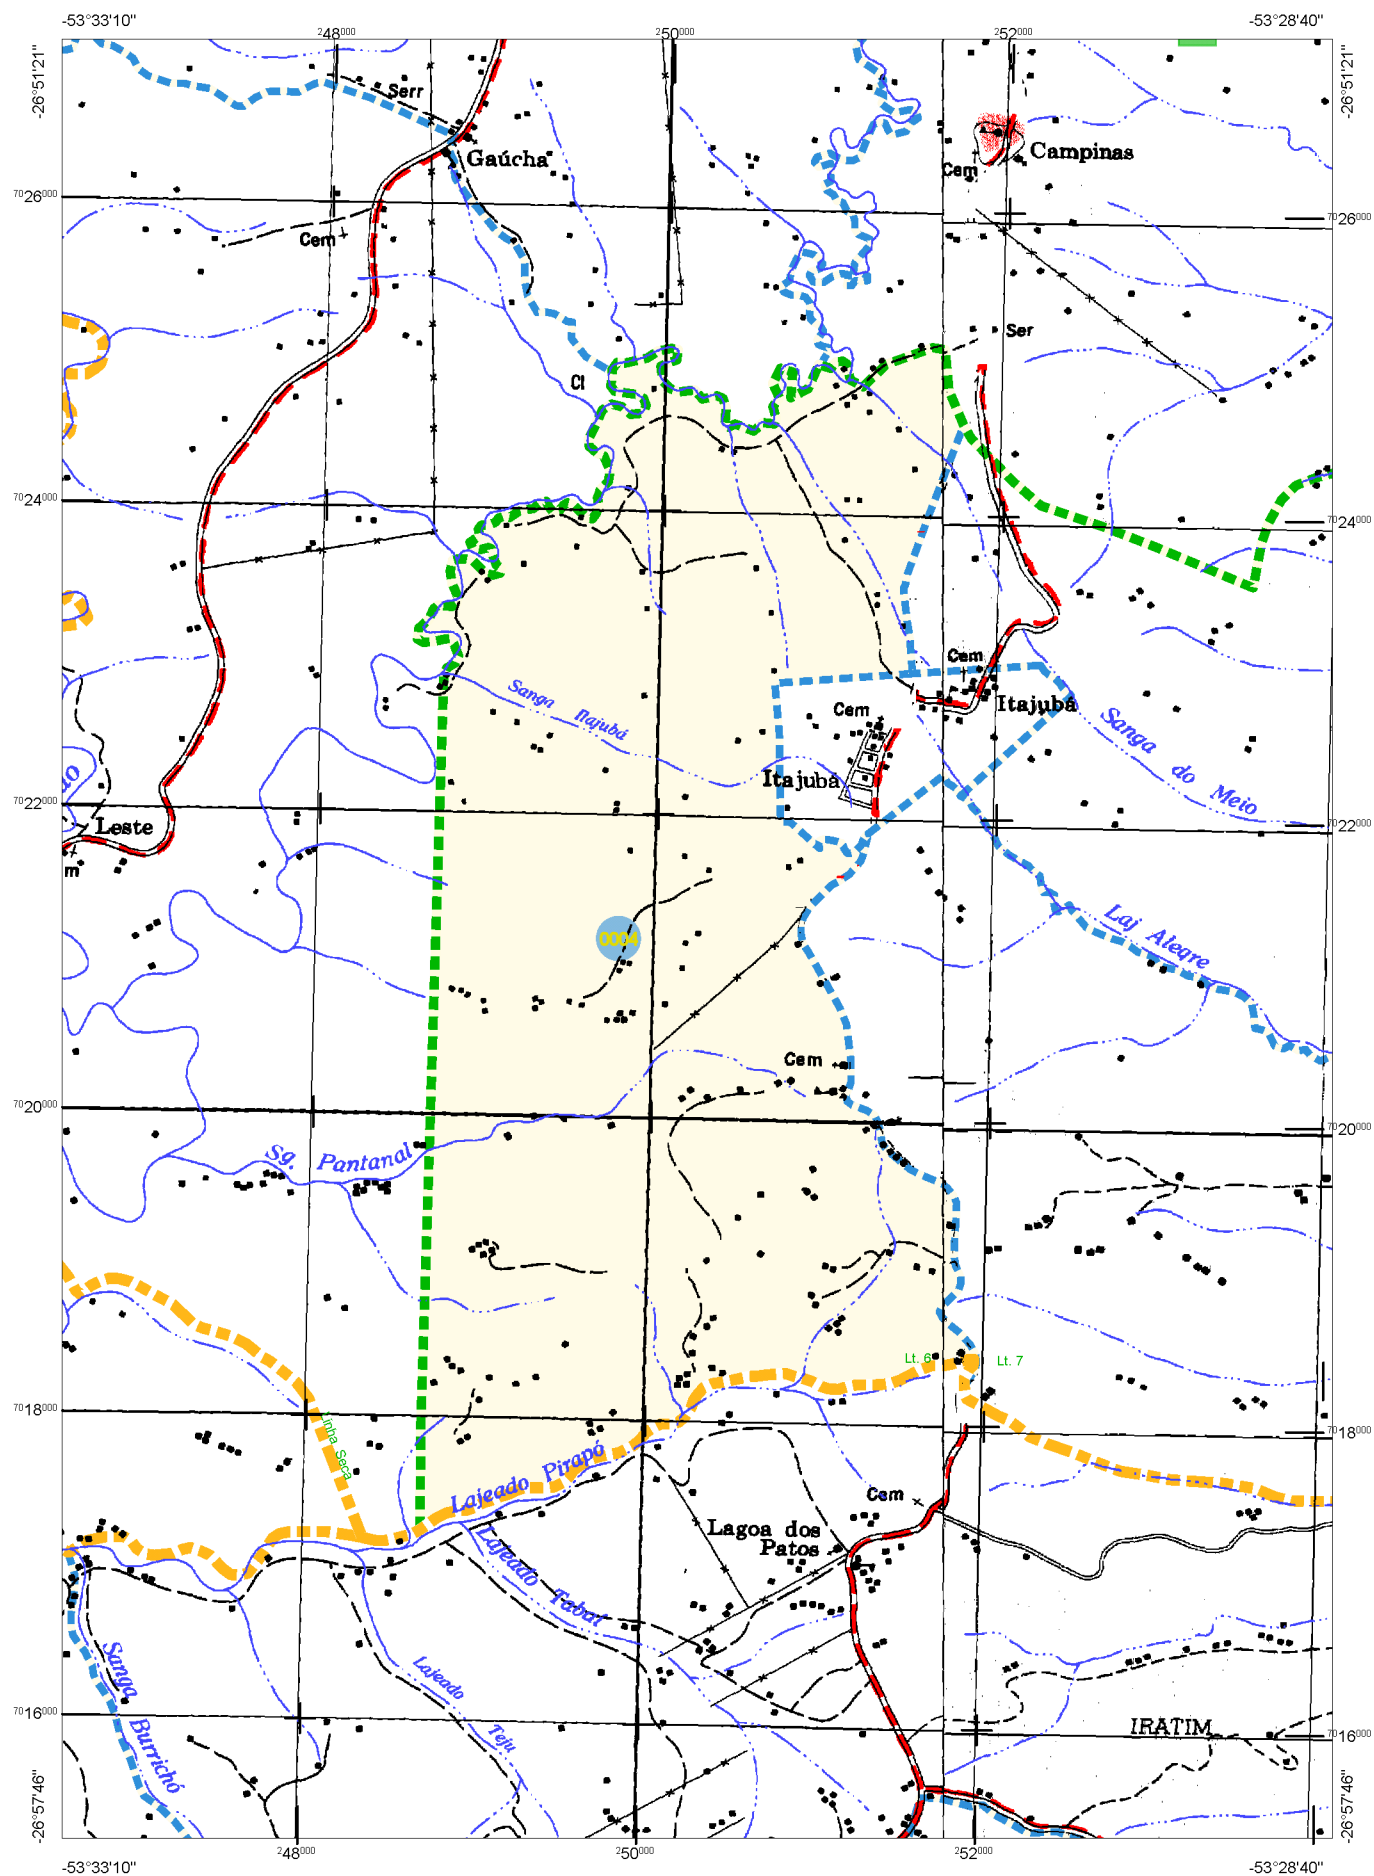 -53°33'10"
-53°28'40"
248000
250000
252000
-26°51'21"
-26°51'21"
Serr
Gaúcha
Campinas
Cem
7026000
7026000
Cem
Ser
Cl
7024000
7024000
Cem
Sanga Itajubá
Itajubá
Cem
Sanga do Meio
Itajubá
ão
7022000
7022000
Leste
m
Laj Alegre
0004
Cem
7020000
7020000
Sg. Pantanal
Lt. 6
Lt. 7
7018000
7018000
Linha Seca
Lajeado Pirapó
Cem
Lagoa dos
Patos
Lajeado Tabai
Sanga Burrichó
Lajeado Teju
7016000
7016000
IRATIM
-26°57'46"
-26°57'46"
248000
250000
252000
-53°33'10"
-53°28'40"